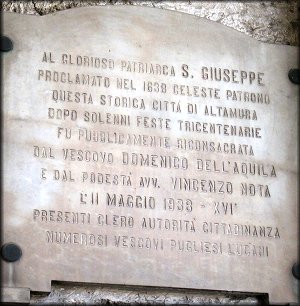 AL GLORIOSO PATRIARCA S. GIUSEPPE
PROCLAMATO NEL 1638 CELESTE PATRONO
QUESTA STORICA CITTÀ DI ALTAMURA
DOPO SOLENNI FESTE TRICENTENARIE
FU PUBBLICAMENTE RICONSACRATA
DAL VESCOVO DOMENICO DELL'AQUILA
E DAL PODESTÀ AVV. VINCENZO NOTA
L'11 MAGGIO 1938 - XVI°
PRESENTI CLERO AUTORITÀ CITTADINANZA
NUMEROSI VESCOVI PUGLIESI LUCANI